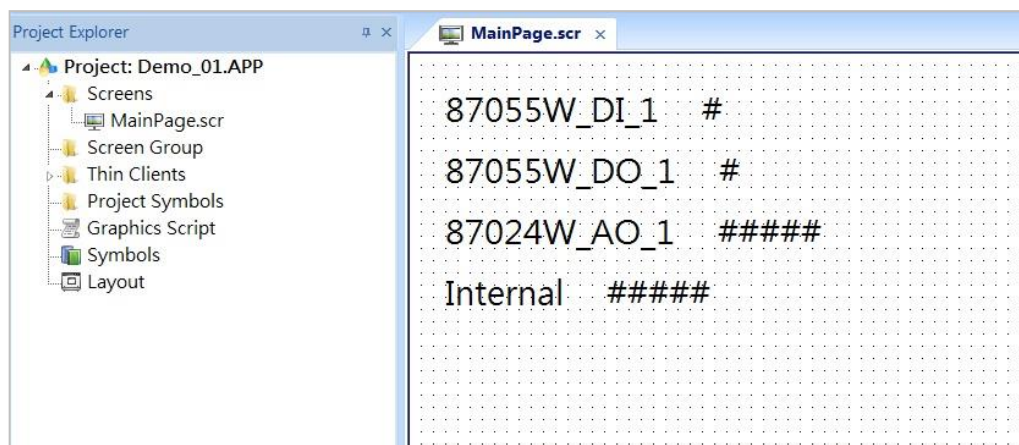 Project Explorer
Project: Demo_01.APP
Screens
MainPage.scr
Screen Group
Thin Clients
Project Symbols
Graphics Script
Symbols
Layout
MainPage.scr
87055W_DI_1 #
87055W_DO_1 #
87024W_AO_1 #####
Internal #####